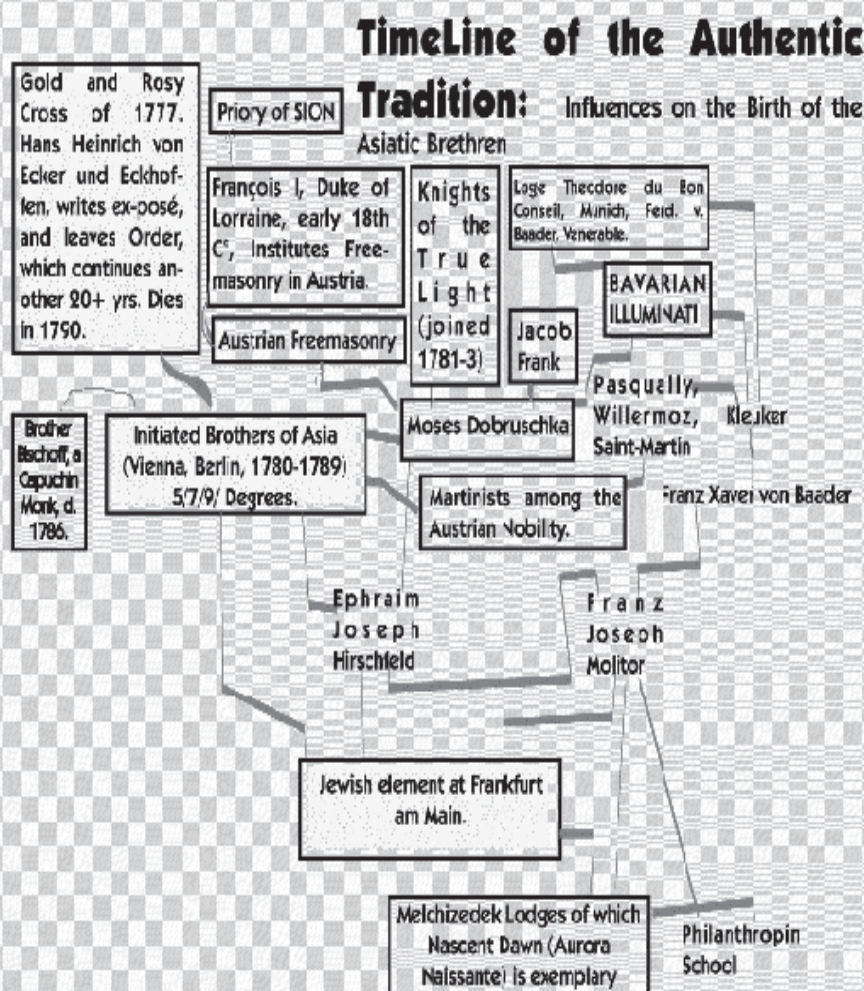 TimeLine of the Authentic
Tradition: Influences on the Birth of the
Asiatic Brethren
Gold and Rosy
Cross of 1777.
Hans Heinrich von
Ecker und Eckhof-
fen, writes ex-posé,
and leaves Order,
which continues an-
other 20+ yrs. Dies
in 1790.
Priory of SION
François I, Duke of
Lorraine, early 18th
Cᵉ, Institutes Free-
masonry in Austria.
Austrian Freemasonry
Knights
of the
True
Light
(joined
1781-3)
Loge Theodore du Bon
Conseil, Munich, Ferd. v.
Baader, Venerable.
BAVARIAN
ILLUMINATI
Jacob
Frank
Pasqually,
Willermoz,
Saint-Martin
Kleuker
Brother
Bischoff, a
Capuchin
Monk, d.
1786.
Initiated Brothers of Asia
(Vienna, Berlin, 1780-1789)
5/7/9/ Degrees.
Moses Dobruschka
Martinists among the
Austrian Nobility.
Franz Xaver von Baader
Ephraim
Joseph
Hirschfeld
Franz
Joseph
Molitor
Jewish element at Frankfurt
am Main.
Melchizedek Lodges of which
Nascent Dawn (Aurora
Naissante) is exemplary
Philanthropin
School